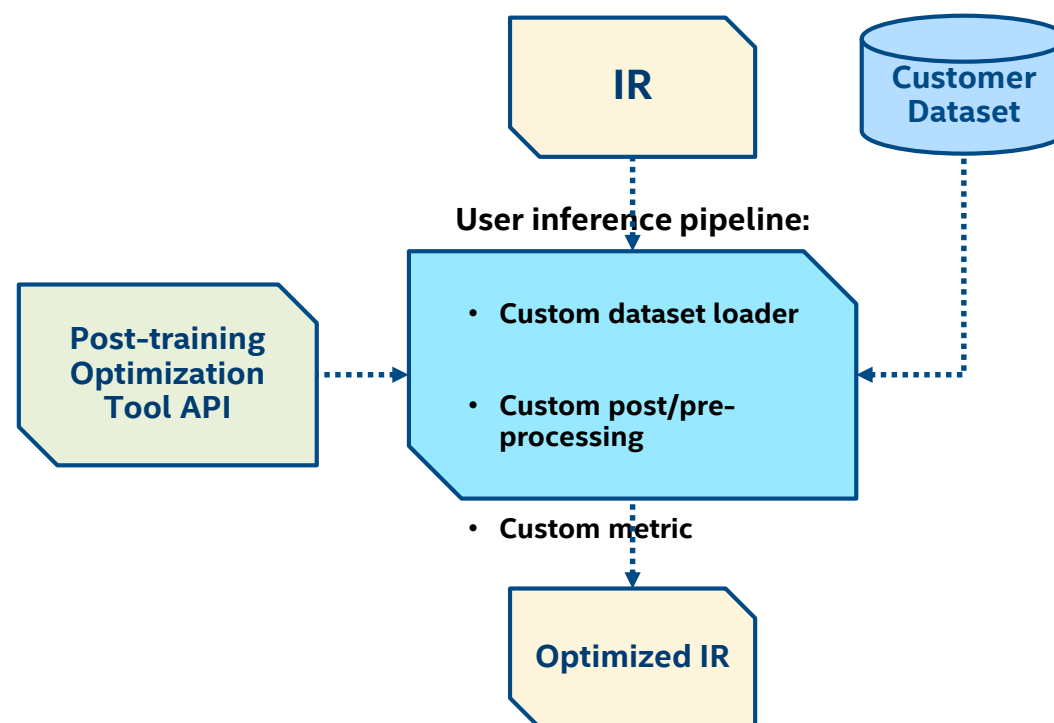 IR
Customer
Dataset
User inference pipeline:
Post-training
Optimization
Tool API
• Custom dataset loader
• Custom post/pre-
processing
• Custom metric
Optimized IR